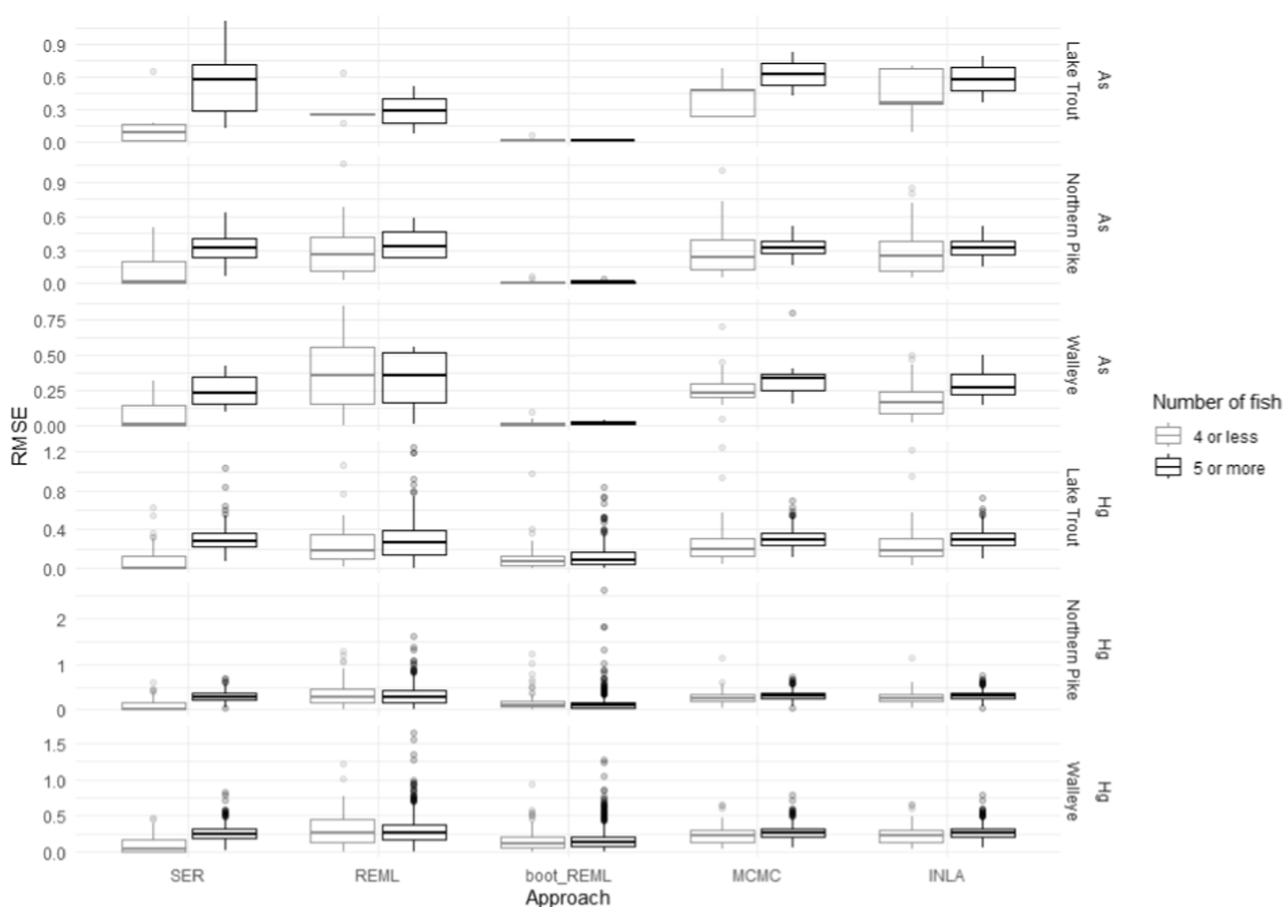 0.9
0.6
0.3
0.0
As
Lake Trout
0.9
0.6
0.3
0.0
As
Northern Pike
0.75
0.50
0.25
0.00
As
Walleye
1.2
0.8
0.4
0.0
Hg
Lake Trout
2
1
0
Hg
Northern Pike
1.5
1.0
0.5
0.0
Hg
Walleye
RMSE
SER
REML
boot_REML
MCMC
INLA
Approach
Number of fish
4 or less
5 or more